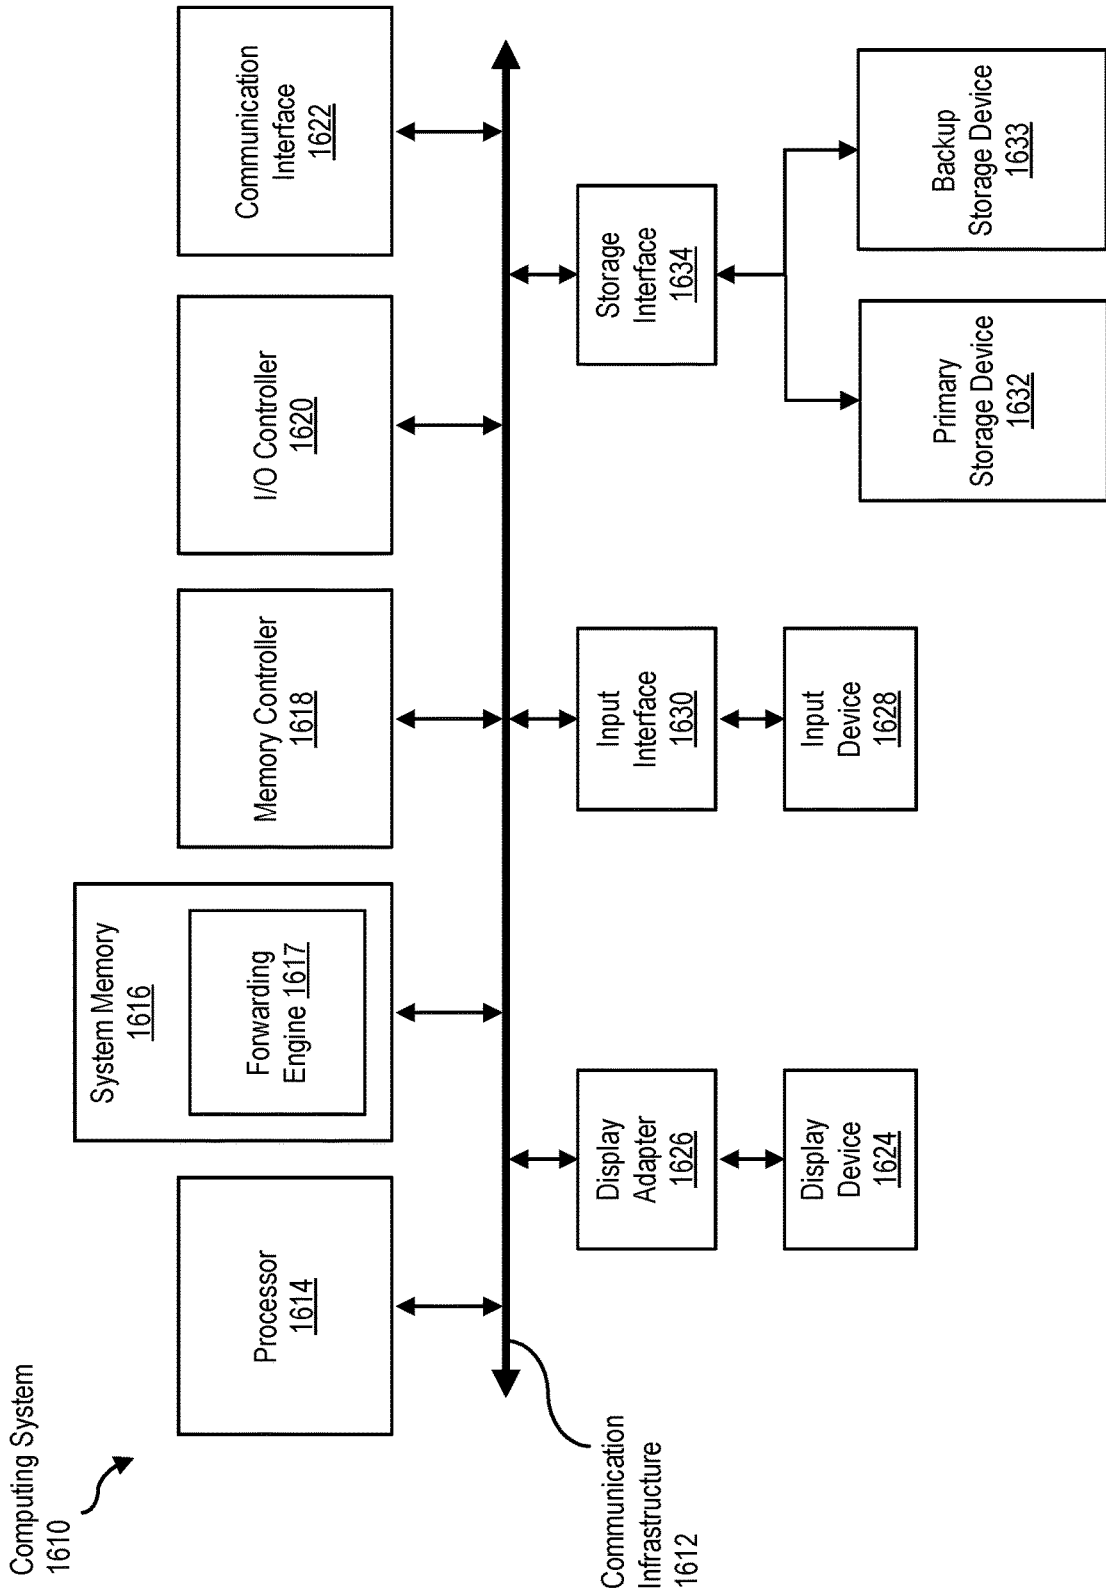 Computing System
1610
Processor
1614
System Memory
1616
Forwarding
Engine 1617
Memory Controller
1618
I/O Controller
1620
Communication
Interface
1622
Communication
Infrastructure
1612
Display
Adapter
1626
Input
Interface
1630
Storage
Interface
1634
Display
Device
1624
Input
Device
1628
Primary
Storage Device
1632
Backup
Storage Device
1633